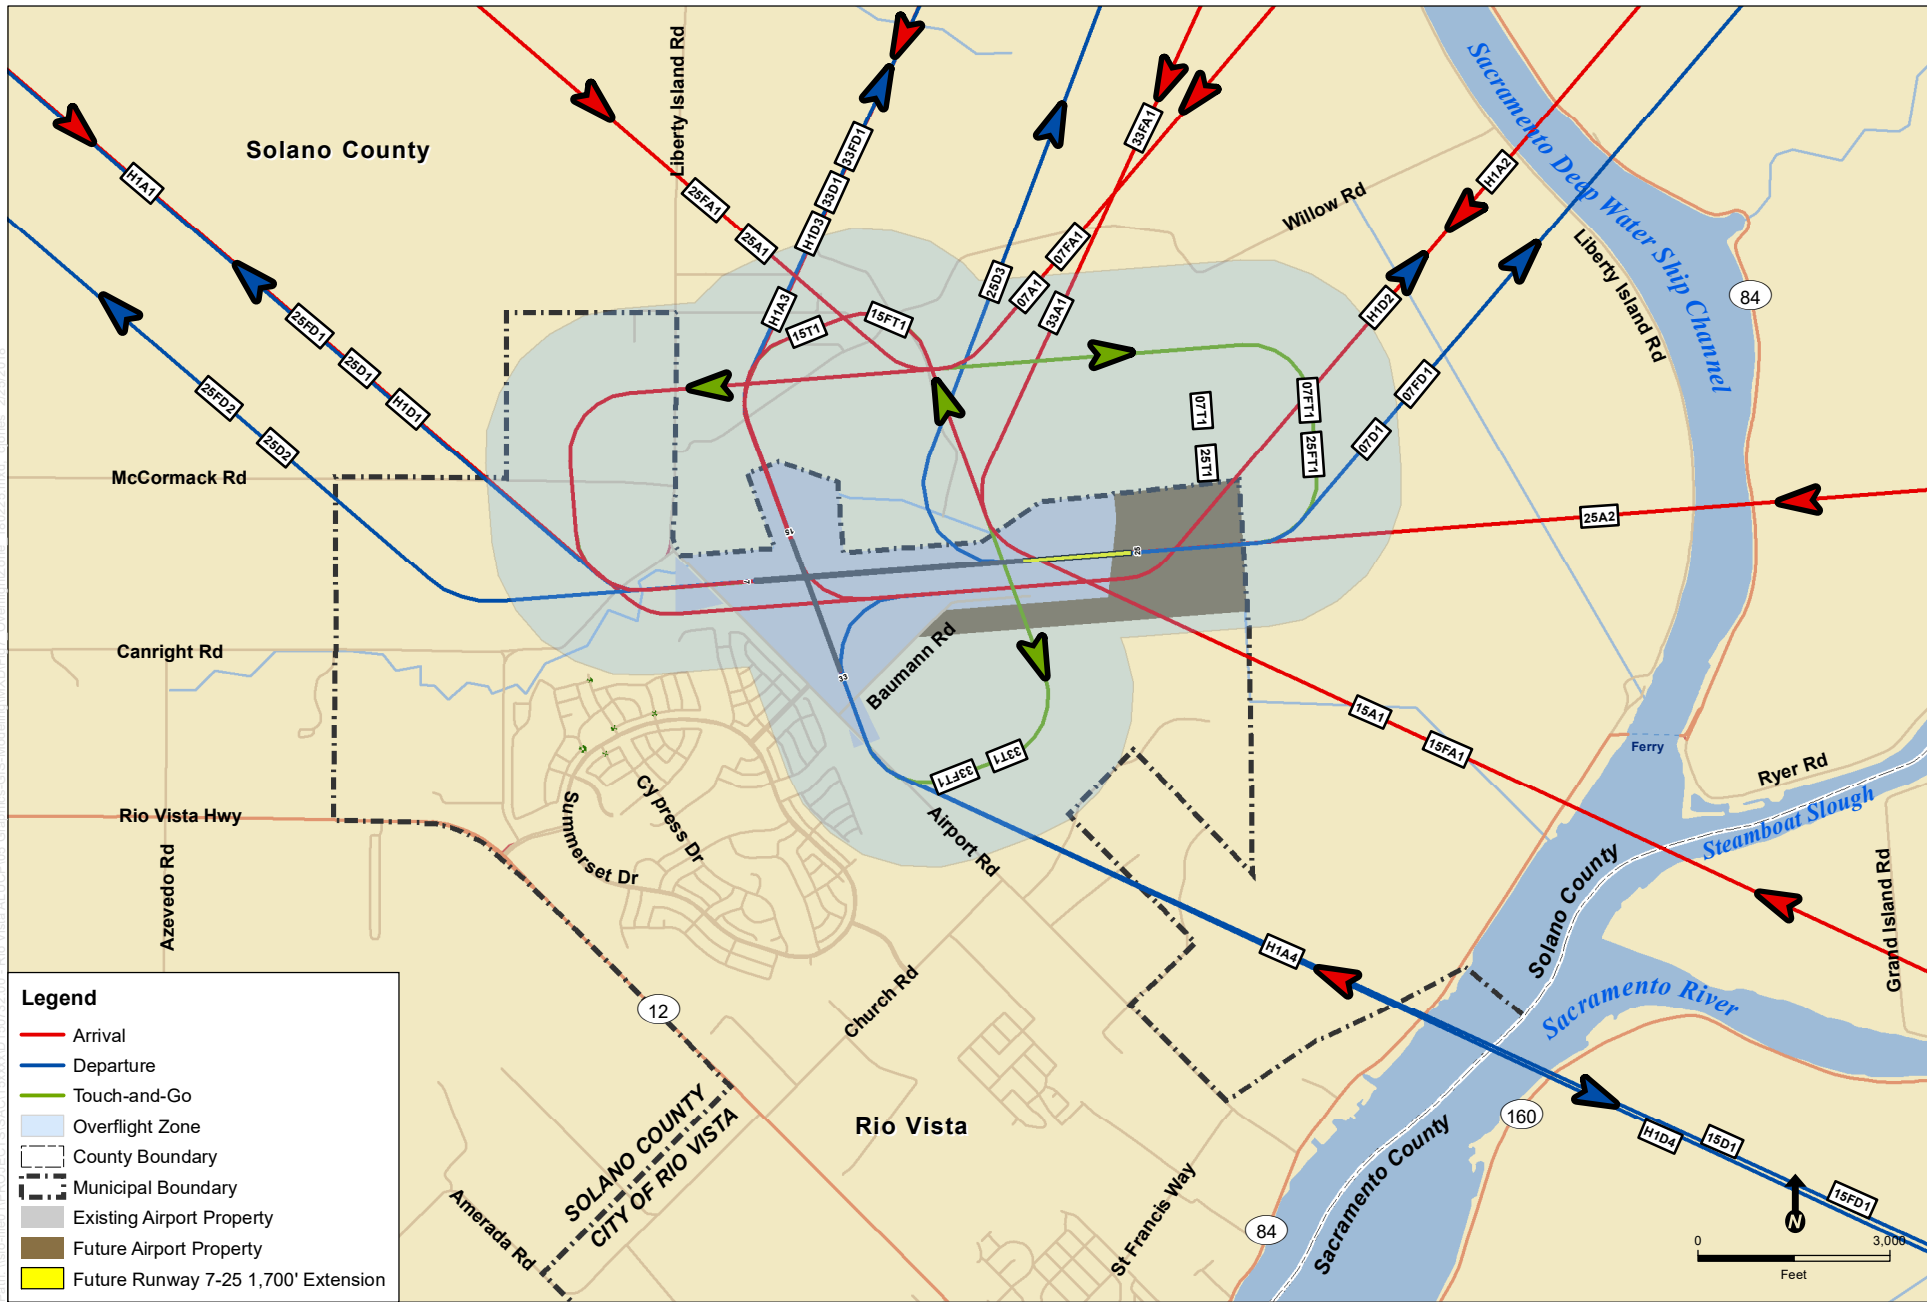 Solano County
Liberty Island Rd
Sacramento Deep Water Ship Channel
H1A1
33FD1
33D1
H1D3
33FA1
H1A2
25FA1
25A1
07FA1
Willow Rd
Liberty Island Rd
84
25D3
07A1
33A1
H1A3
15T1
15FT1
H1D2
25FD1
25D1
H1D1
25FD2
25D2
07T1
25T1
07FT1
25FT1
07FD1
07D1
McCormack Rd
25A2
15
7
25
33
Canright Rd
Baumann Rd
15A1
15FA1
Ferry
Ryer Rd
Steamboat Slough
33FT1
33T1
Rio Vista Hwy
Azevedo Rd
Summerset Dr
Cypress Dr
Airport Rd
Solano County
Grand Island Rd
H1A4
Church Rd
12
Sacramento River
Rio Vista
160
H1D4
15D1
15FD1
SOLANO COUNTY
CITY OF RIO VISTA
Amerada Rd
St Francis Way
84
Sacramento County
N
0
3,000
Feet
Legend
Arrival
Departure
Touch-and-Go
Overflight Zone
County Boundary
Municipal Boundary
Existing Airport Property
Future Airport Property
Future Runway 7-25 1,700' Extension